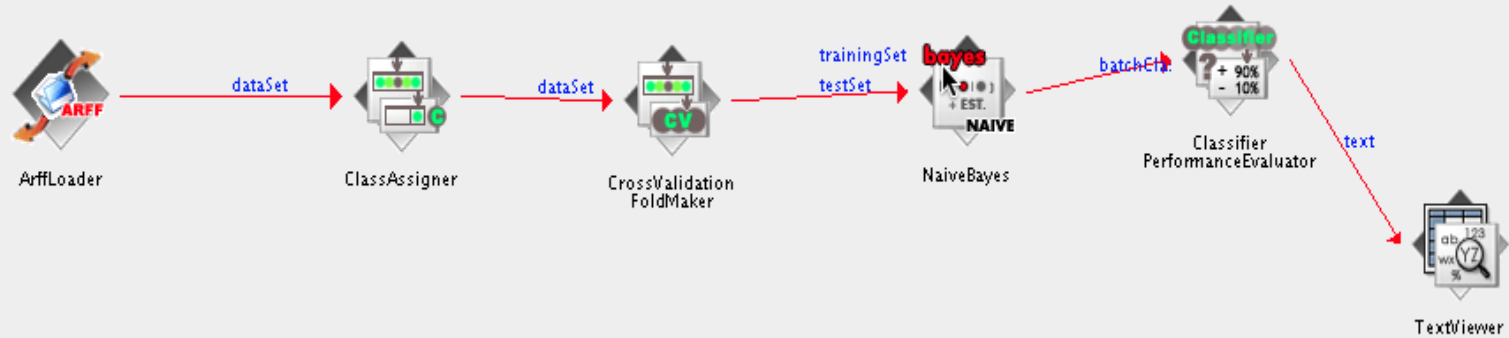 ARFF
ArffLoader
dataSet
C
ClassAssigner
dataSet
CV
CrossValidation
FoldMaker
trainingSet
testSet
bayes
+ EST.
NAIVE
NaiveBayes
batchCla
Classifier
?
+ 90%
- 10%
Classifier
PerformanceEvaluator
text
ab 123
wx YZ
%
TextViewer